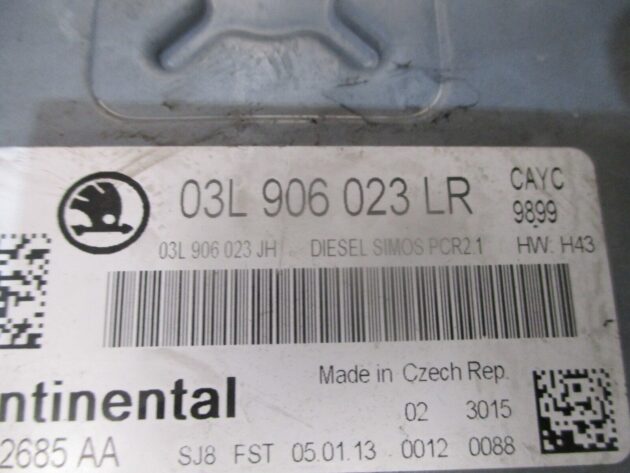 03L 906 023 LR CAYC
9899
03L 906 023 JH DIESEL SIMOS PCR2.1 HW: H43
ntinental Made in Czech Rep.
02 3015
2685 AA SJ8 FST 05.01.13 0012 0088